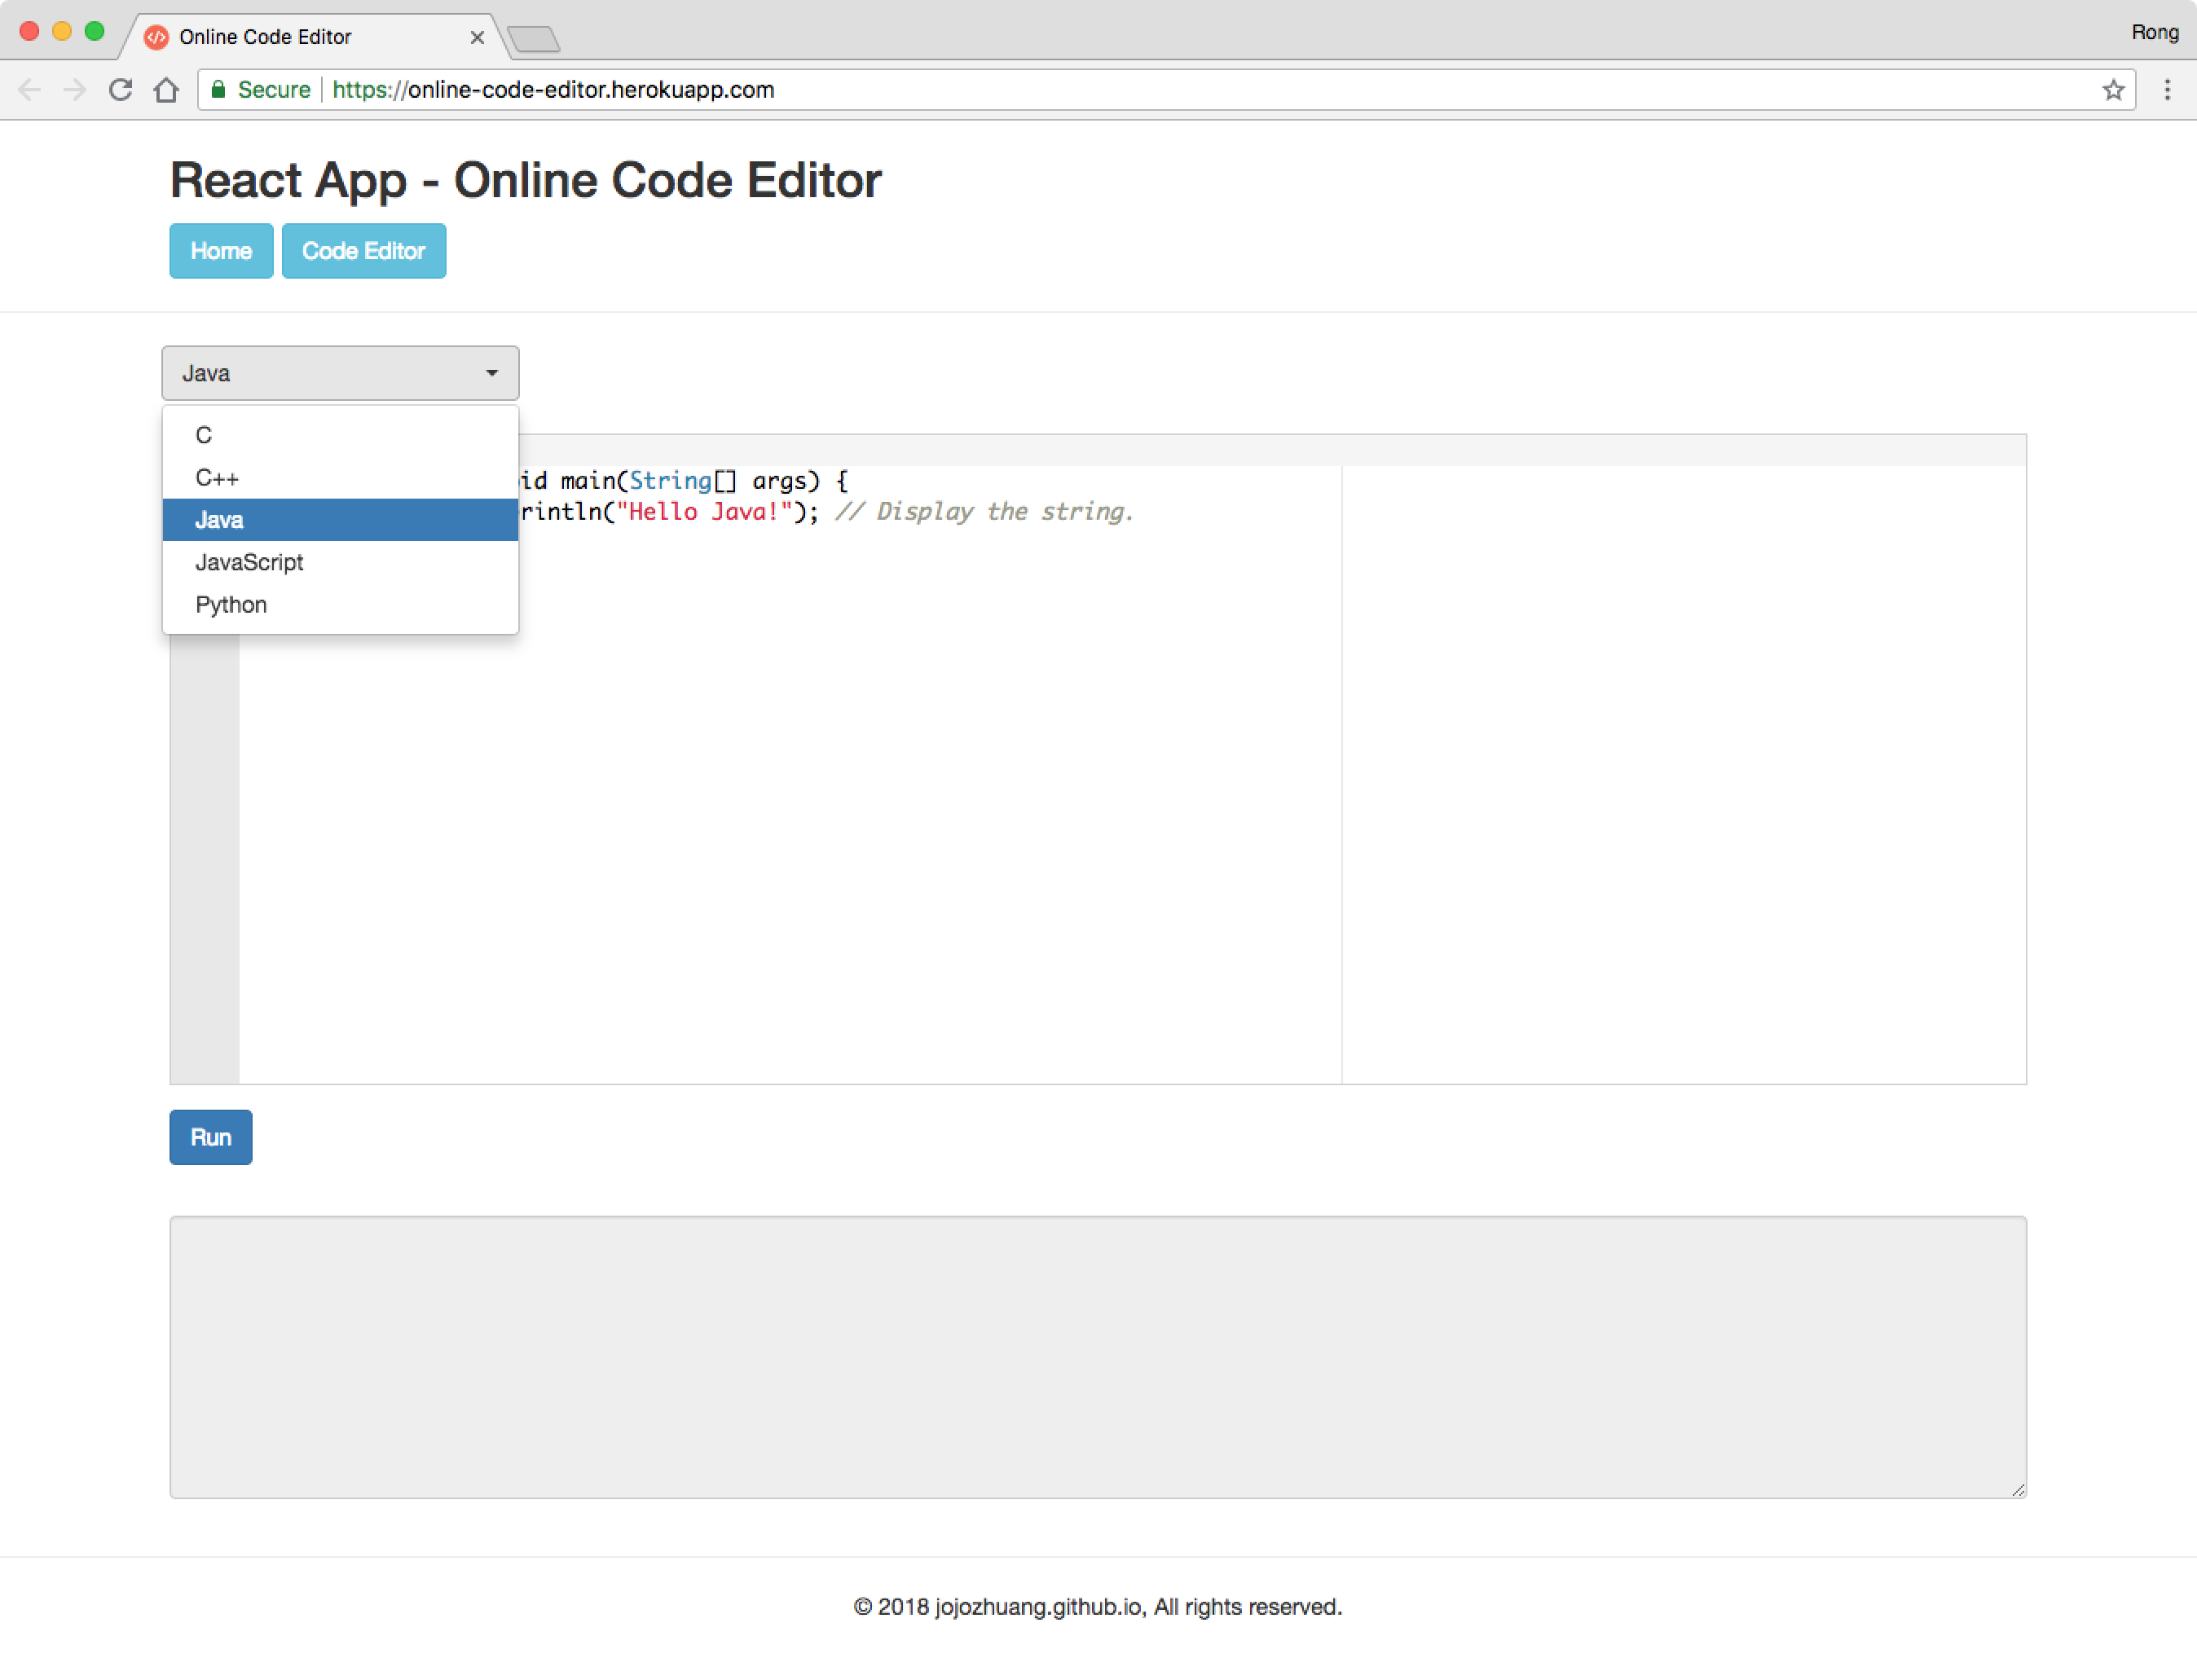 Online Code Editor
Rong
Secure https://online-code-editor.herokuapp.com
React App - Online Code Editor
Home Code Editor
Java
C
C++
Java
JavaScript
Python
id main(String[] args) {
rintln("Hello Java!"); // Display the string.
Run
© 2018 jojozhuang.github.io, All rights reserved.